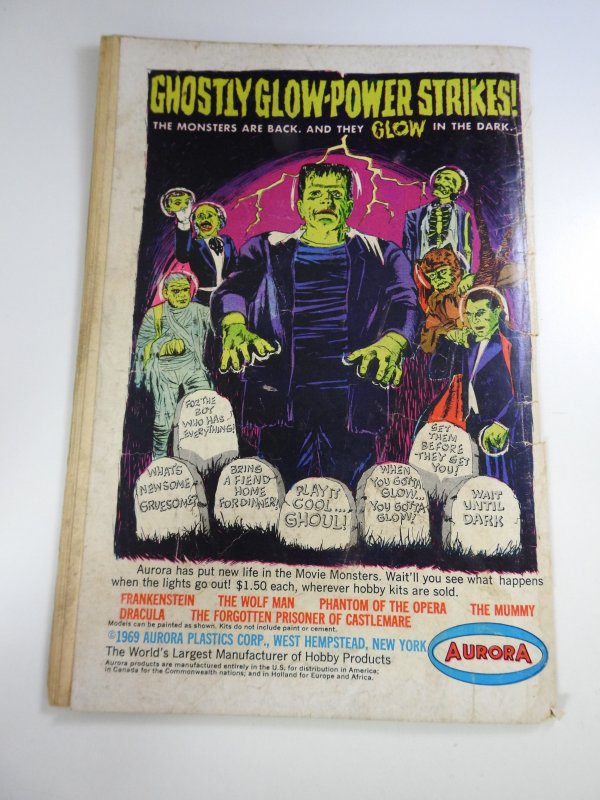 GHOSTLY GLOW-POWER STRIKES!
THE MONSTERS ARE BACK. AND THEY GLOW IN THE DARK.
FOR THE
BOY
WHO HAS
EVERYTHING!
GET
THEM
BEFORE
THEY GET
YOU!
WHAT'S
NEWSOME
GRUESOME?
BRING
A FIEND
HOME
FOR DINNER!
PLAY IT
COOL...
GHOUL!
WHEN
YOU GOTTA
GLOW...
YOU GOTTA
GLOW!
WAIT
UNTIL
DARK
Aurora has put new life in the Movie Monsters. Wait'll you see what happens
when the lights go out! $1.50 each, wherever hobby kits are sold.
FRANKENSTEIN THE WOLF MAN PHANTOM OF THE OPERA THE MUMMY
DRACULA THE FORGOTTEN PRISONER OF CASTLEMARE
Models can be painted as shown. Kits do not include paint or cement.
©1969 AURORA PLASTICS CORP., WEST HEMPSTEAD, NEW YORK
The World's Largest Manufacturer of Hobby Products
Aurora products are manufactured entirely in the U.S. for distribution in America;
in Canada for the Commonwealth nations; and in Holland for Europe and Africa.
AURORA